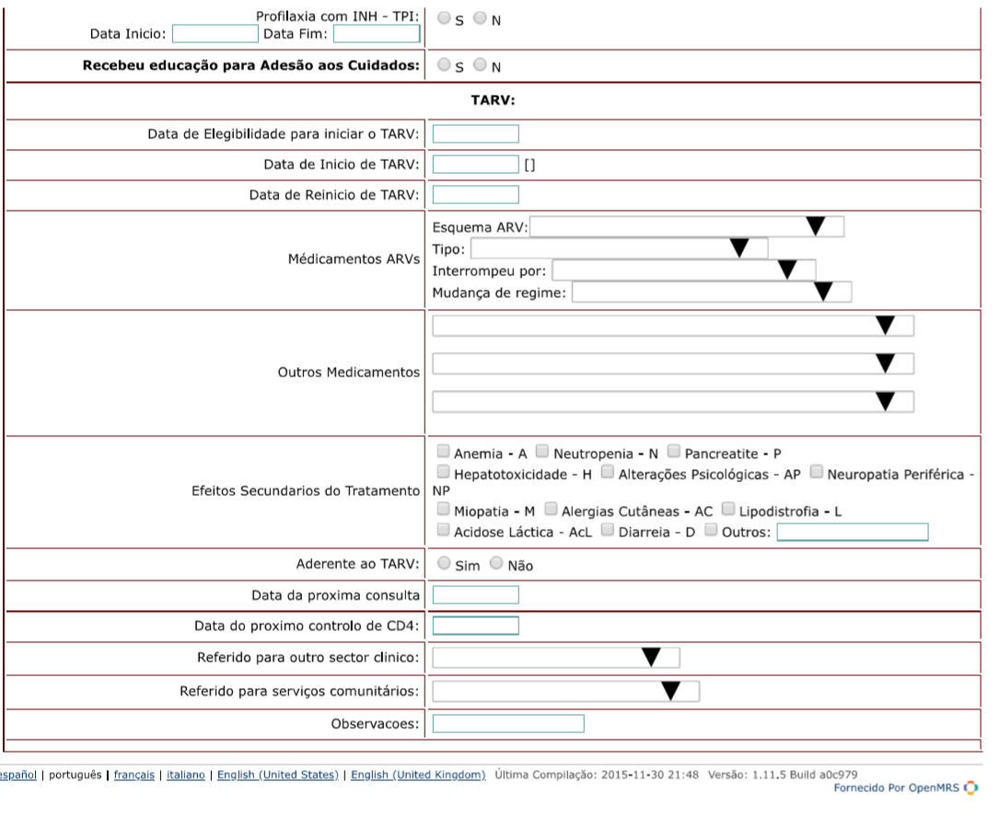 Profilaxia com INH - TPI:
Data Inicio: Data Fim: S N
Recebeu educação para Adesão aos Cuidados: S N
TARV:
Data de Elegibilidade para iniciar o TARV:
Data de Inicio de TARV: []
Data de Reinicio de TARV:
Médicamentos ARVs
Esquema ARV:
Tipo:
Interrompeu por:
Mudança de regime:
Outros Medicamentos
Efeitos Secundarios do Tratamento
Anemia - A Neutropenia - N Pancreatite - P
Hepatotoxicidade - H Alterações Psicológicas - AP Neuropatia Periférica -
NP
Miopatia - M Alergias Cutâneas - AC Lipodistrofia - L
Acidose Láctica - AcL Diarreia - D Outros:
Aderente ao TARV: Sim Não
Data da proxima consulta
Data do proximo controlo de CD4:
Referido para outro sector clinico:
Referido para serviços comunitários:
Observacoes:
español | português | français | italiano | English (United States) | English (United Kingdom) Última Compilação: 2015-11-30 21:48 Versão: 1.11.5 Build a0c979
Fornecido Por OpenMRS